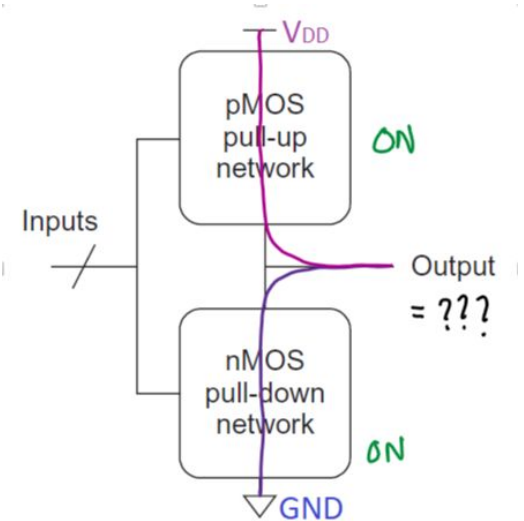 VDD
pMOS
pull-up
network
ON
Inputs
Output
= ???
nMOS
pull-down
network
ON
GND